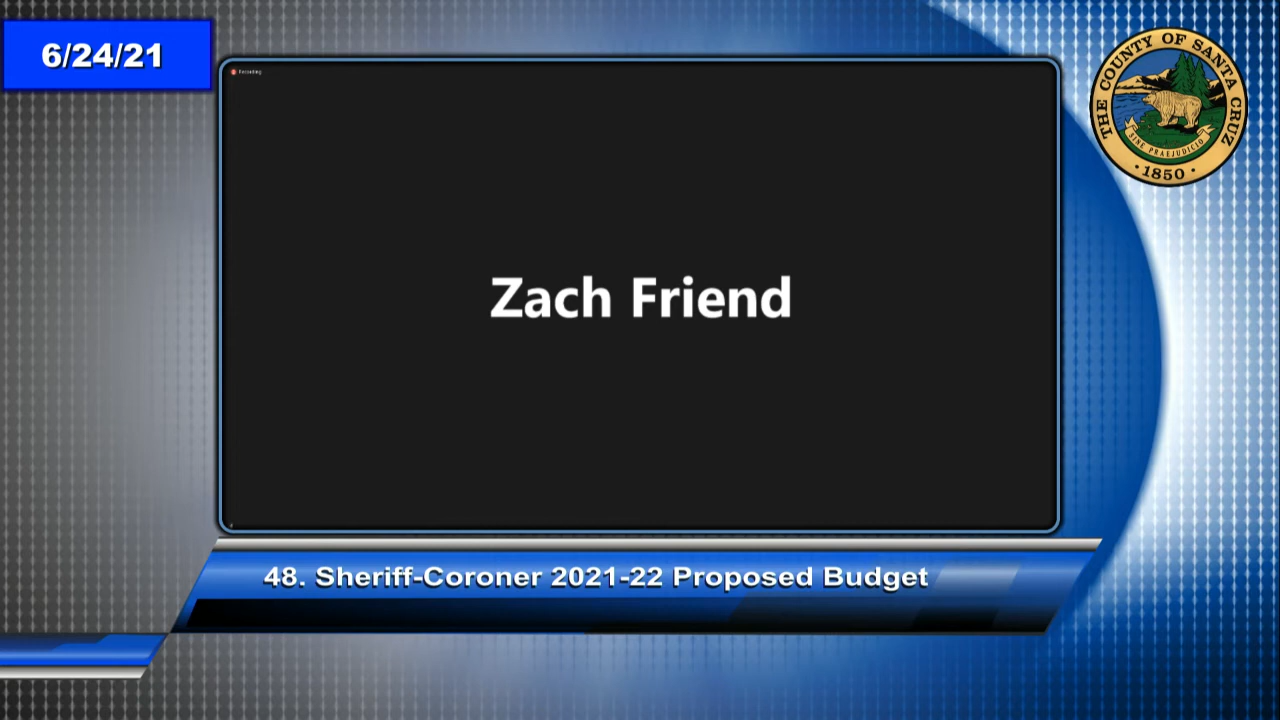 6/24/21
Recording
THE COUNTY OF SANTA CRUZ
SINE PRAEJUDICIO
• 1850 •
Zach Friend
48. Sheriff-Coroner 2021-22 Proposed Budget